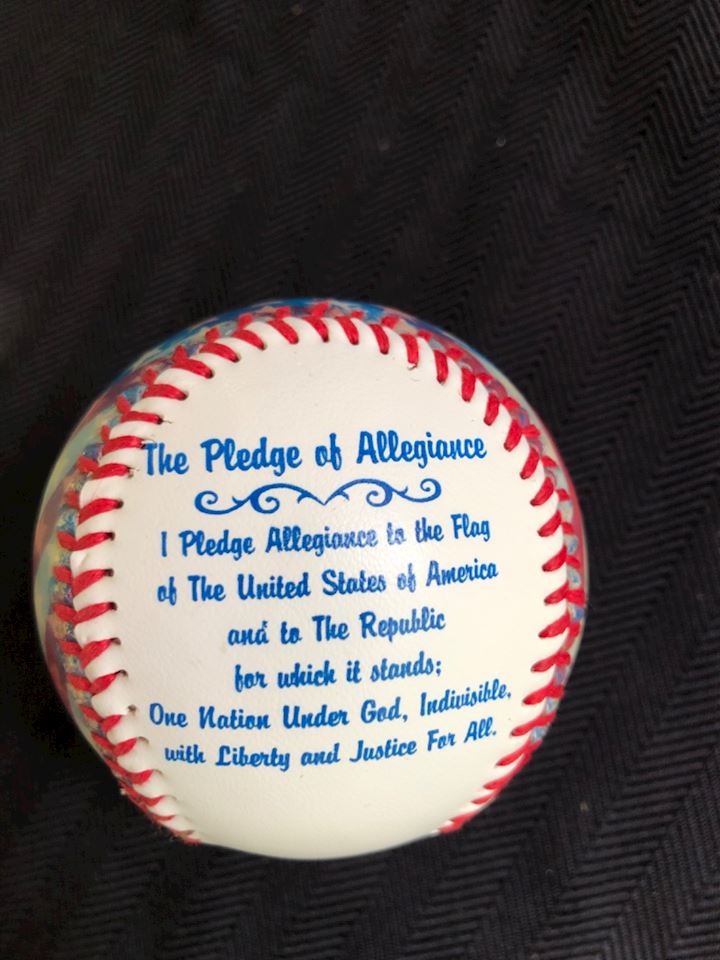 The Pledge of Allegiance
I Pledge Allegiance to the Flag
of The United States of America
and to The Republic
for which it stands;
One Nation Under God, Indivisible,
with Liberty and Justice For All.